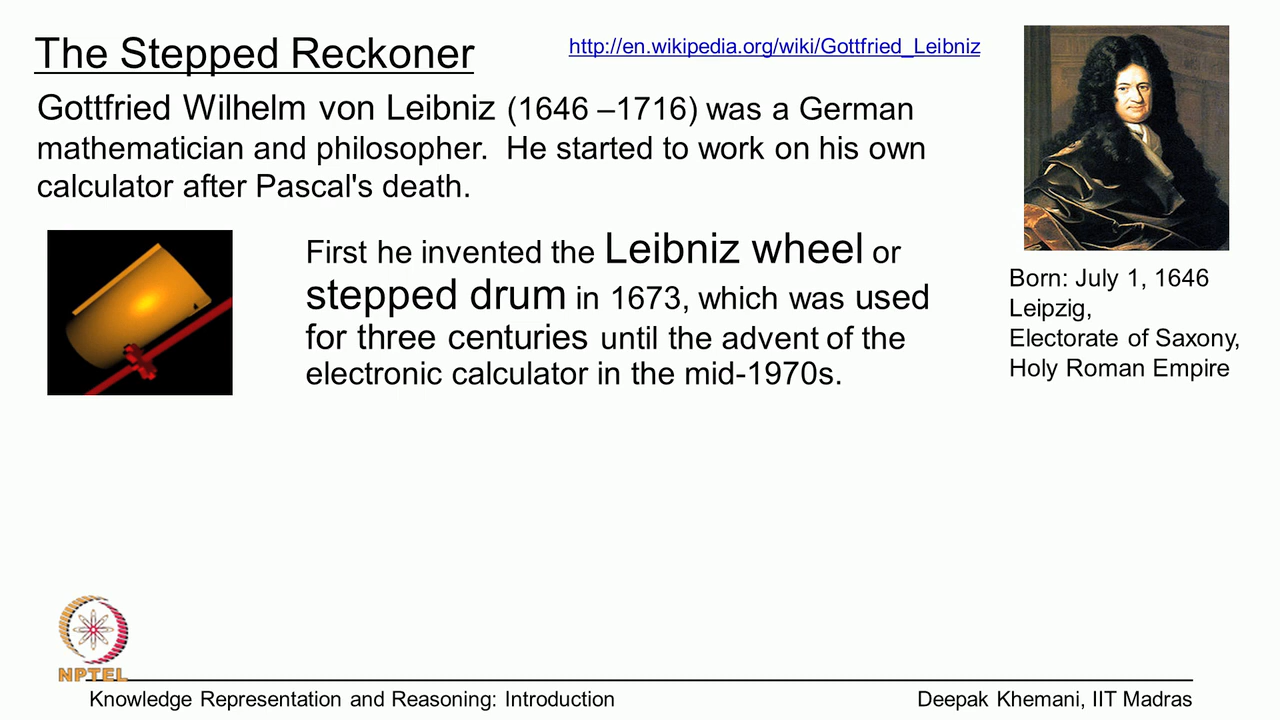 The Stepped Reckoner
http://en.wikipedia.org/wiki/Gottfried_Leibniz
Gottfried Wilhelm von Leibniz (1646 –1716) was a German
mathematician and philosopher. He started to work on his own
calculator after Pascal's death.
First he invented the Leibniz wheel or
stepped drum in 1673, which was used
for three centuries until the advent of the
electronic calculator in the mid-1970s.
Born: July 1, 1646
Leipzig,
Electorate of Saxony,
Holy Roman Empire
NPTEL
Knowledge Representation and Reasoning: Introduction
Deepak Khemani, IIT Madras